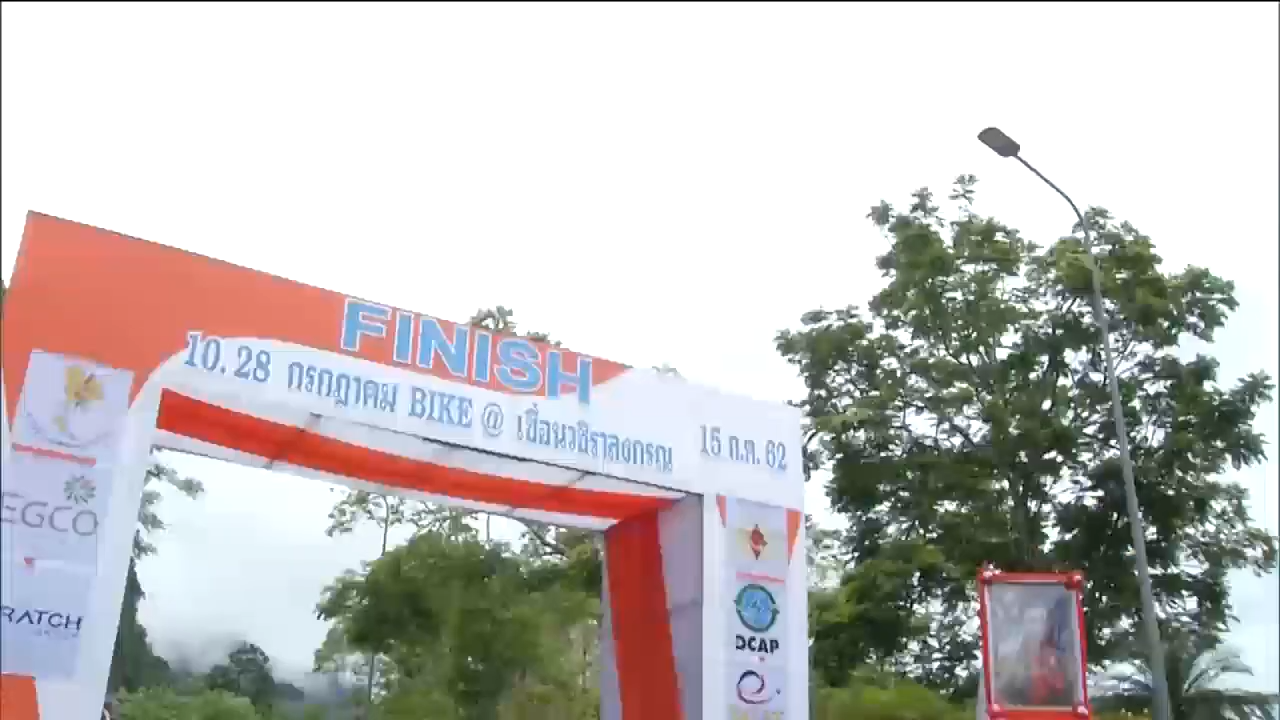 FINISH
10.28 กรกฎาคม BIKE @ เขื่อนวชิราลงกรณ
15 ก.ค. 62
EGCO
RATCH
DCAP